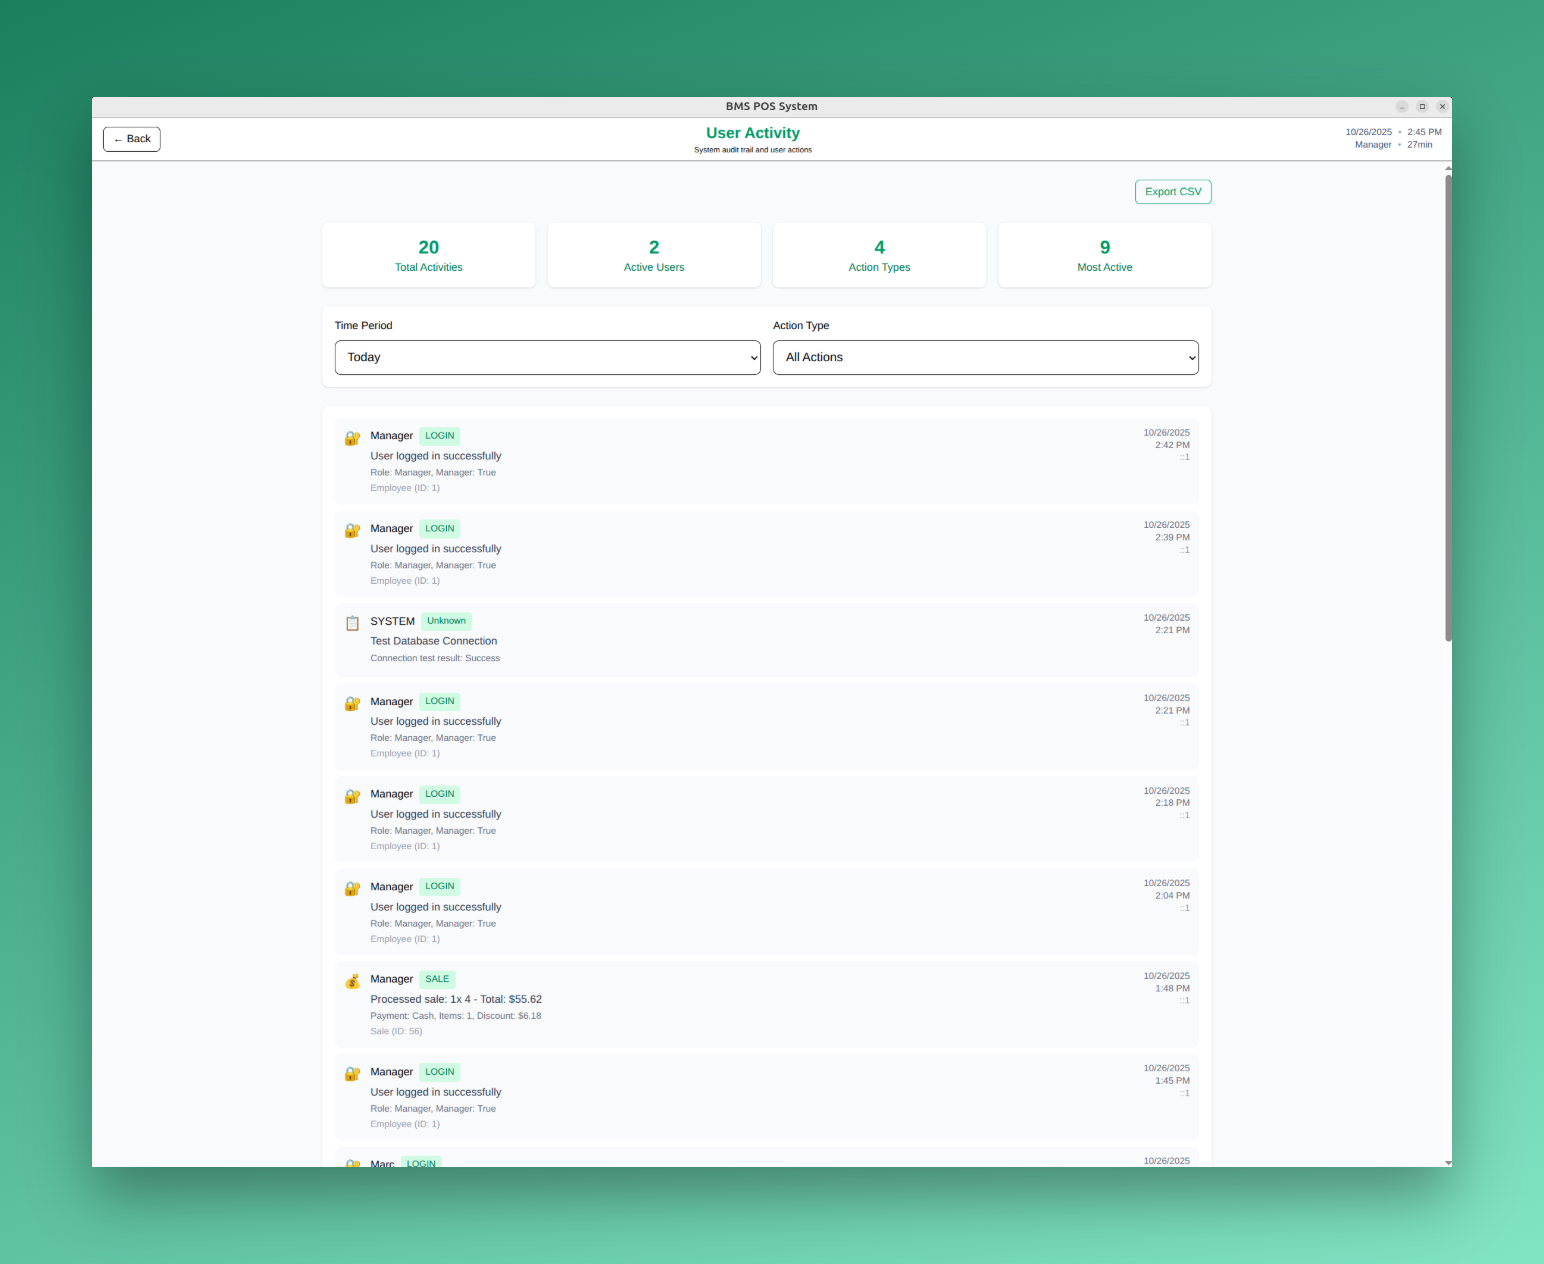 BMS POS System
← Back
User Activity
System audit trail and user actions
10/26/2025 • 2:45 PM
Manager • 27min
Export CSV
20
Total Activities
2
Active Users
4
Action Types
9
Most Active
Time Period
Action Type
Today
All Actions
Manager LOGIN
User logged in successfully
Role: Manager, Manager: True
Employee (ID: 1)
10/26/2025
2:42 PM
::1
Manager LOGIN
User logged in successfully
Role: Manager, Manager: True
Employee (ID: 1)
10/26/2025
2:39 PM
::1
SYSTEM Unknown
Test Database Connection
Connection test result: Success
10/26/2025
2:21 PM
Manager LOGIN
User logged in successfully
Role: Manager, Manager: True
Employee (ID: 1)
10/26/2025
2:21 PM
::1
Manager LOGIN
User logged in successfully
Role: Manager, Manager: True
Employee (ID: 1)
10/26/2025
2:18 PM
::1
Manager LOGIN
User logged in successfully
Role: Manager, Manager: True
Employee (ID: 1)
10/26/2025
2:04 PM
::1
Manager SALE
Processed sale: 1x 4 - Total: $55.62
Payment: Cash, Items: 1, Discount: $6.18
Sale (ID: 56)
10/26/2025
1:48 PM
::1
Manager LOGIN
User logged in successfully
Role: Manager, Manager: True
Employee (ID: 1)
10/26/2025
1:45 PM
::1
Marc LOGIN
10/26/2025